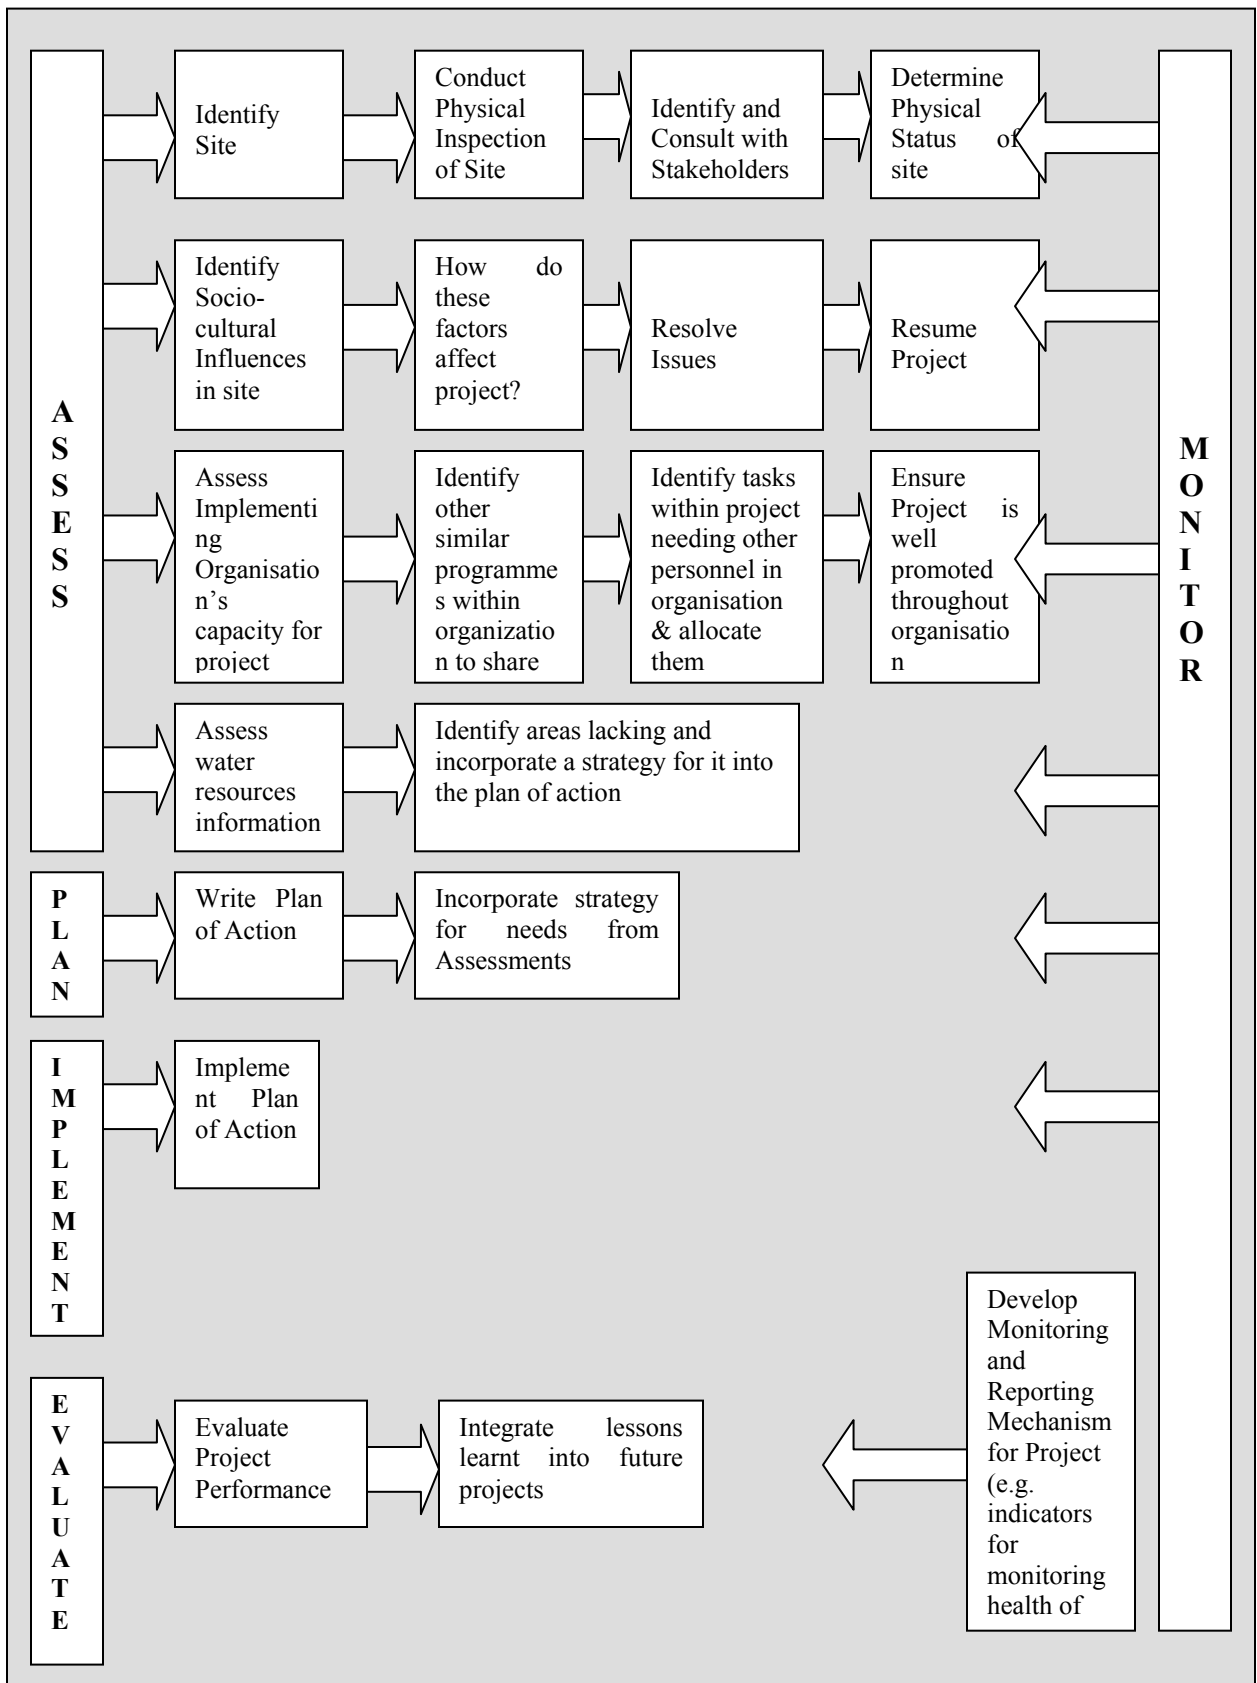 A
S
S
E
S
S
Identify
Site
Conduct
Physical
Inspection
of Site
Identify and
Consult with
Stakeholders
Determine
Physical
Status of
site
Identify
Socio-
cultural
Influences
in site
How do
these
factors
affect
project?
Resolve
Issues
Resume
Project
Assess
Implementi
ng
Organisatio
n's
capacity for
project
Identify
other
similar
programme
s within
organizatio
n to share
Identify tasks
within project
needing other
personnel in
organisation
& allocate
them
Ensure
Project is
well
promoted
throughout
organisatio
n
Assess
water
resources
information
Identify areas lacking and
incorporate a strategy for it into
the plan of action
M
O
N
I
T
O
R
P
L
A
N
Write Plan
of Action
Incorporate strategy
for needs from
Assessments
I
M
P
L
E
M
E
N
T
Impleme
nt Plan
of Action
E
V
A
L
U
A
T
E
Evaluate
Project
Performance
Integrate lessons
learnt into future
projects
Develop
Monitoring
and
Reporting
Mechanism
for Project
(e.g.
indicators
for
monitoring
health of